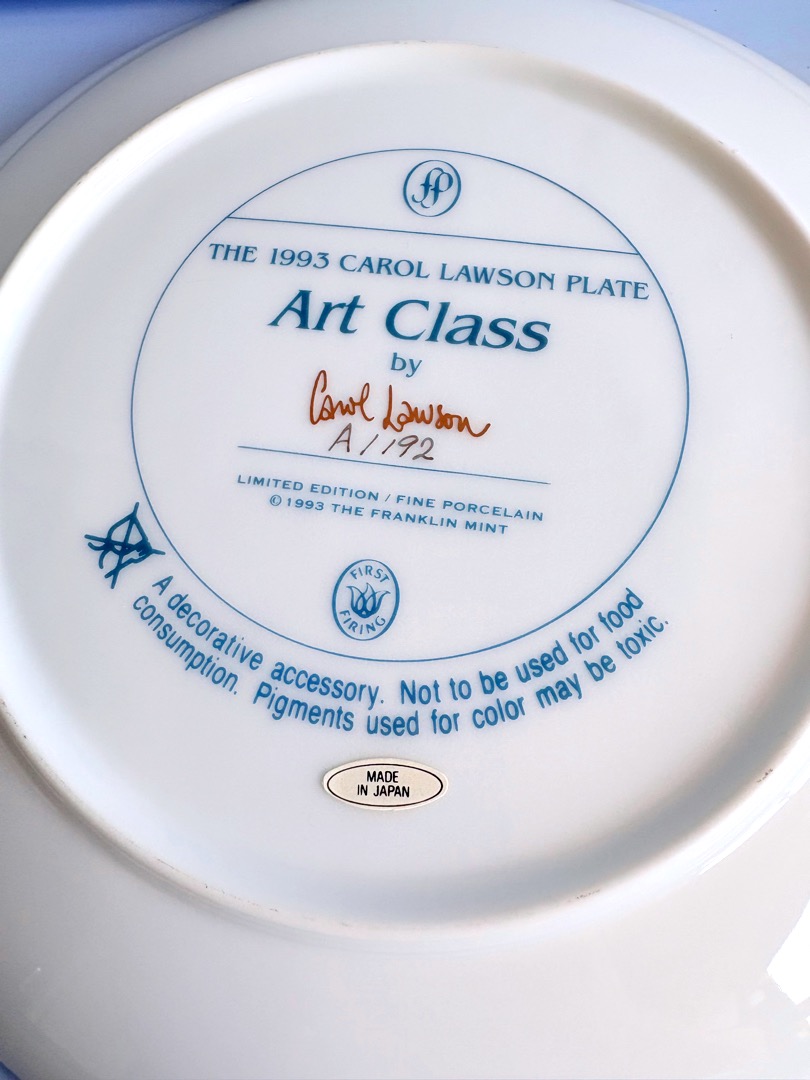 THE 1993 CAROL LAWSON PLATE
Art Class
by
Carol Lawson
A1192
LIMITED EDITION / FINE PORCELAIN
© 1993 THE FRANKLIN MINT
FIRST
FIRING
A decorative accessory. Not to be used for food
consumption. Pigments used for color may be toxic.
MADE
IN JAPAN